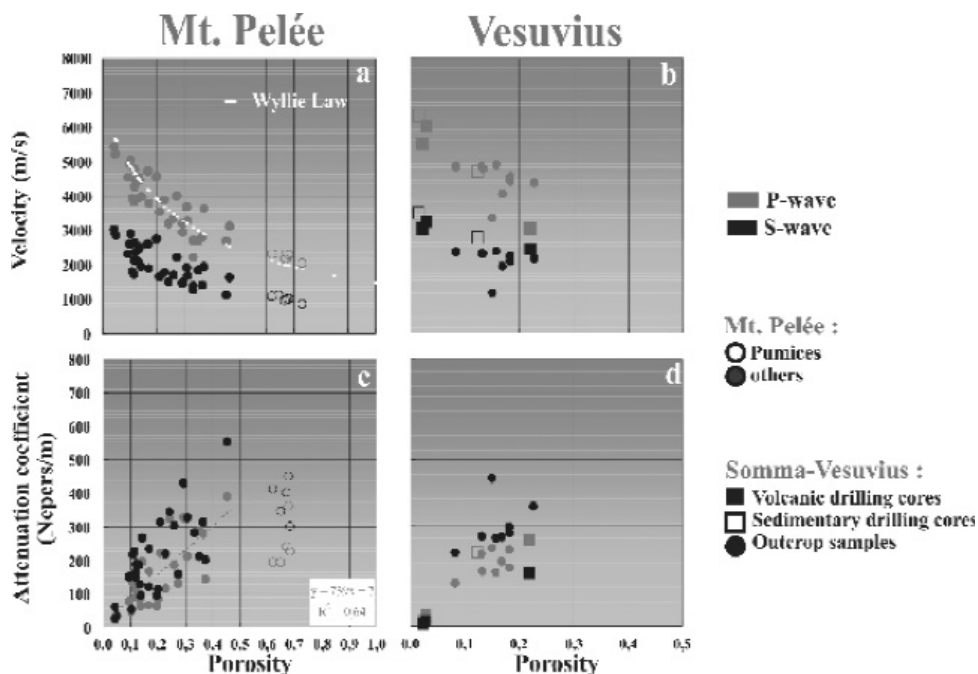 Mt. Pelée
Vesuvius
8000
7000
6000
5000
4000
3000
2000
1000
0
Velocity (m/s)
a
Wyllie Law
b
P-wave
S-wave
Mt. Pelée :
Pumices
others
800
700
600
500
400
300
200
100
0
Attenuation coefficient
(Nepers/m)
c
d
Somma-Vesuvius :
Volcanic drilling cores
Sedimentary drilling cores
Outcrop samples
0,0 0,1 0,2 0,3 0,4 0,5 0,6 0,7 0,8 0,9 1,0
Porosity
0,0 0,1 0,2 0,3 0,4 0,5
Porosity